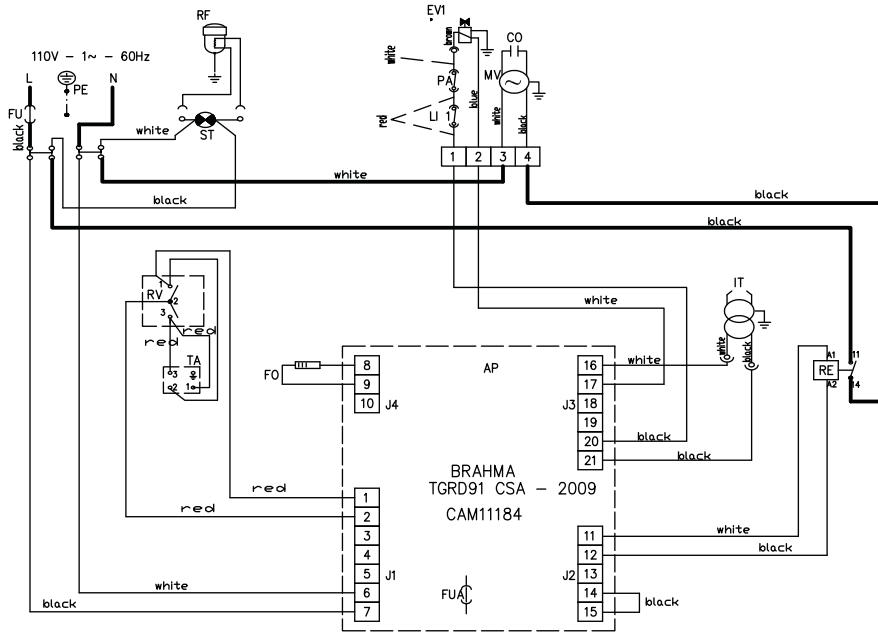 RF
EV1
CO
110V - 1~ - 60Hz
L
PE
N
FU
black
white
ST
brown
white
PA
MV
red
LI 1
blue
white
black
1 2 3 4
white
black
black
black
IT
RV
1
2
3
red
red
TA
3
2
1
white
white
black
white
A1
11
RE
A2
14
FO
8
9
10
J4
AP
16
17
18
19
20
21
J3
black
black
BRAHMA
TGRD91 CSA - 2009
CAM11184
red
red
1
2
3
4
5
6
7
J1
white
black
FUA
11
12
13
14
15
J2
white
black
black